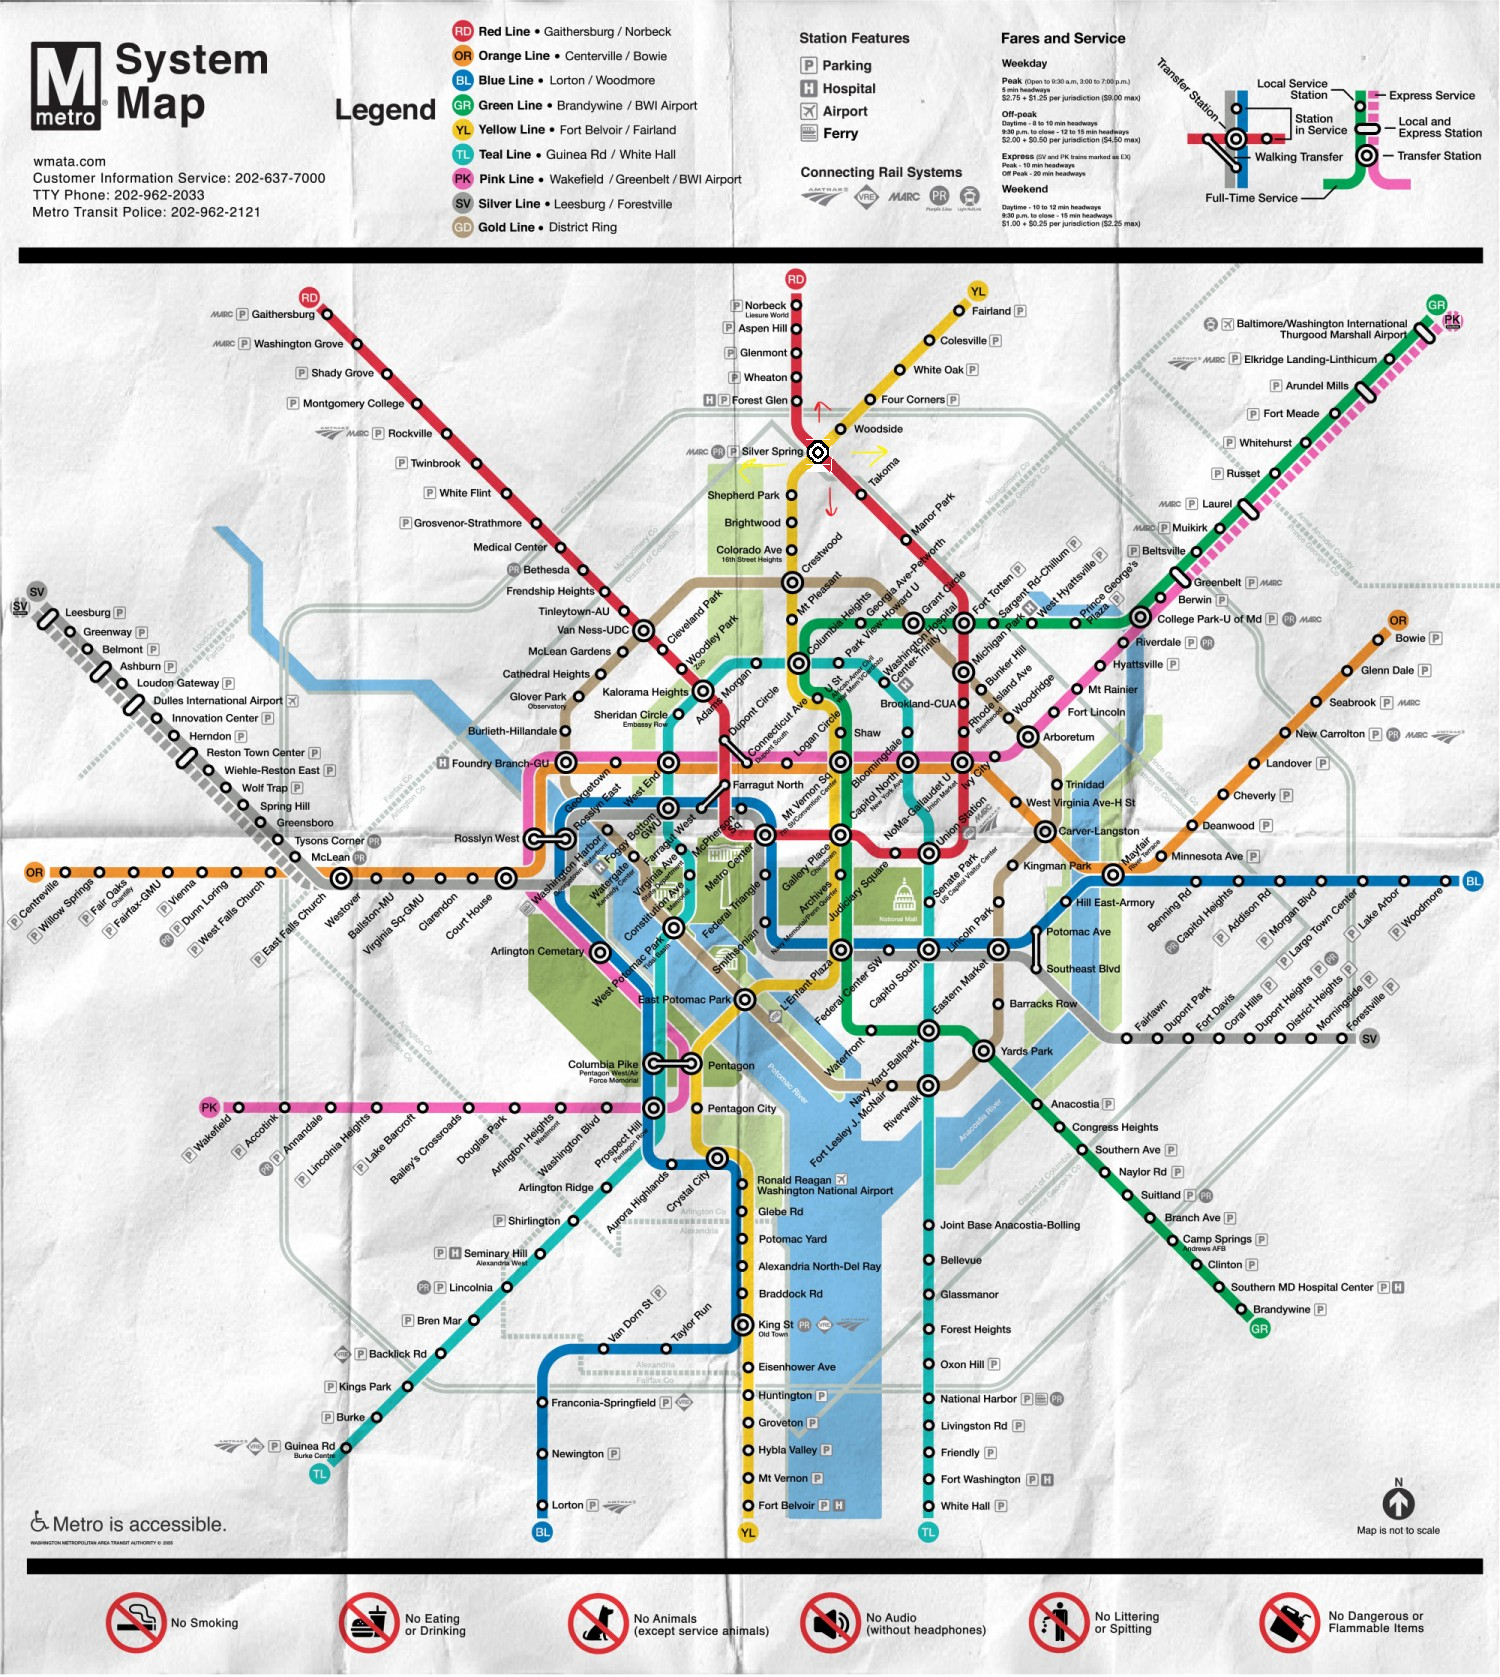 M
metro
System
Map
wmata.com
Customer Information Service: 202-637-7000
TTY Phone: 202-962-2033
Metro Transit Police: 202-962-2121
Legend
RD Red Line • Gaithersburg / Norbeck
OR Orange Line • Centerville / Bowie
BL Blue Line • Lorton / Woodmore
GR Green Line • Brandywine / BWI Airport
YL Yellow Line • Fort Belvoir / Fairland
TL Teal Line • Guinea Rd / White Hall
PK Pink Line • Wakefield / Greenbelt / BWI Airport
SV Silver Line • Leesburg / Forestville
GD Gold Line • District Ring
Station Features
P Parking
H Hospital
Airport
Ferry
Connecting Rail Systems
AMTRAK VRE MARC PR
Fares and Service
Weekday
Peak (Open to 9:30 a.m, 3:00 to 7:00 p.m.)
5 min headways
$2.75 + $1.25 per jurisdiction ($9.00 max)
Off-peak
Daytime - 8 to 10 min headways
9:30 p.m. to close - 12 to 15 min headways
$2.00 + $0.50 per jurisdiction ($4.50 max)
Express (SV and PK trains marked as EX)
Peak - 10 min headways
Off Peak - 20 min headways
Weekend
Daytime - 10 to 12 min headways
9:30 p.m. to close - 15 min headways
$1.00 + $0.25 per jurisdiction ($2.25 max)
Transfer Station
Station
in Service
Walking Transfer
Full-Time Service
Local Service
Station
Express Service
Local and
Express Station
Transfer Station
RD
Gaithersburg
Washington Grove
Shady Grove
Montgomery College
Rockville
Twinbrook
White Flint
Grosvenor-Strathmore
Medical Center
Bethesda
Frendship Heights
Tinleytown-AU
Van Ness-UDC
McLean Gardens
Cathedral Heights
Glover Park
Observatory
Burlieth-Hillandale
Cleveland Park
Woodley Park
Zoo
Kalorama Heights
Adams Morgan
Sheridan Circle
Embassy Row
Foundry Branch-GU
Georgetown
West End
Dupont Circle
Connecticut Ave
Dupont South
Logan Circle
Farragut North
RD
Norbeck
Liesure World
Aspen Hill
Glenmont
Wheaton
Forest Glen
Silver Spring
YL
Fairland
Colesville
White Oak
Four Corners
Woodside
Takoma
Manor Park
Shepherd Park
Brightwood
Colorado Ave
16th Street Heights
Crestwood
Mt Pleasant
Columbia Heights
Georgia Ave-Petworth
Park View-Howard U
Grant Circle
Washington Hospital
Center-Trinity U
Fort Totten
Sargent Rd-Chillum
West Hyattsville
Prince George's
Plaza
Michigan Park
Bunker Hill
Rhode Island Ave
Brentwood
Woodridge
Brookland-CUA
U St
Shaw
Bloomingdale
GR
PK
Baltimore/Washington International
Thurgood Marshall Airport
Elkridge Landing-Linthicum
Arundel Mills
Fort Meade
Whitehurst
Russet
Laurel
Muikirk
Beltsville
Greenbelt
Berwin
College Park-U of Md
Riverdale
Hyattsville
Mt Rainier
Fort Lincoln
Arboretum
Ivy City
Trinidad
West Virginia Ave-H St
Carver-Langston
Kingman Park
Mayfair
River Terrace
OR
Bowie
Glenn Dale
Seabrook
New Carrolton
Landover
Cheverly
Deanwood
Minnesota Ave
SV
SV
Leesburg
Greenway
Belmont
Ashburn
Loudon Gateway
Dulles International Airport
Innovation Center
Herndon
Reston Town Center
Wiehle-Reston East
Wolf Trap
Spring Hill
Greensboro
Tysons Corner
McLean
OR
Centreville
Willow Springs
Fair Oaks
Fairfax-GMU
Vienna
Dunn Loring
West Falls Church
East Falls Church
Westover
Ballston-MU
Virginia Sq-GMU
Clarendon
Court House
Rosslyn West
Rosslyn East
Washington Harbor
Foggy Bottom
GWU
Watergate
Kennedy Center
Farragut West
Virginia Ave
McPherson
Sq
Constitution Ave
Metro Center
Mt Vernon Sq
Capitol North
New York Ave
NoMa-Gallaudet U
Union Market
Union Station
Gallery Place
Chinatown
Judiciary Square
Archives
Navy Memorial/Penn Quarter
Federal Triangle
Smithsonian
Senate Park
US Capitol Visitor Center
National Mall
Lincoln Park
Hill East-Armory
Potomac Ave
Southeast Blvd
Barracks Row
Benning Rd
Capitol Heights
Addison Rd
Morgan Blvd
Largo Town Center
Lake Arbor
Woodmore
BL
Fairlawn
Dupont Park
Fort Davis
Coral Hills
Dupont Heights
District Heights
Morningside
Forestville
SV
Arlington Cemetary
West Potomac Park
Tidal Basin
East Potomac Park
L'Enfant Plaza
Federal Center SW
Capitol South
Eastern Market
Waterfront
Navy Yard-Ballpark
Yards Park
Fort Lesley J. McNair
Riverwalk
Potomac River
Anacostia River
Columbia Pike
Pentagon West/Air
Force Memorial
Pentagon
Pentagon City
PK
Wakefield
Accotink
Annandale
Lincolnia Heights
Lake Barcroft
Bailey's Crossroads
Douglas Park
Arlington Heights
Westmont
Washington Blvd
Prospect Hill
Pentagon Row
Arlington Ridge
Aurora Highlands
Crystal City
Shirlington
Seminary Hill
Alexandria West
Lincolnia
Bren Mar
Backlick Rd
Kings Park
Burke
Guinea Rd
Burke Centre
TL
Ronald Reagan
Washington National Airport
Glebe Rd
Potomac Yard
Alexandria North-Del Ray
Braddock Rd
King St
Old Town
Eisenhower Ave
Huntington
Groveton
Hybla Valley
Mt Vernon
Fort Belvoir
YL
Van Dorn St
Taylor Run
Franconia-Springfield
Newington
Lorton
BL
Arlington Co
Alexandria
Alexandria
Fairfax Co
Joint Base Anacostia-Bolling
Bellevue
Glassmanor
Forest Heights
Oxon Hill
National Harbor
Livingston Rd
Friendly
Fort Washington
White Hall
TL
Anacostia
Congress Heights
Southern Ave
Naylor Rd
Suitland
Branch Ave
Camp Springs
Andrews AFB
Clinton
Southern MD Hospital Center
Brandywine
GR
N
Map is not to scale
Metro is accessible.
No Smoking
No Eating
or Drinking
No Animals
(except service animals)
No Audio
(without headphones)
No Littering
or Spitting
No Dangerous or
Flammable Items